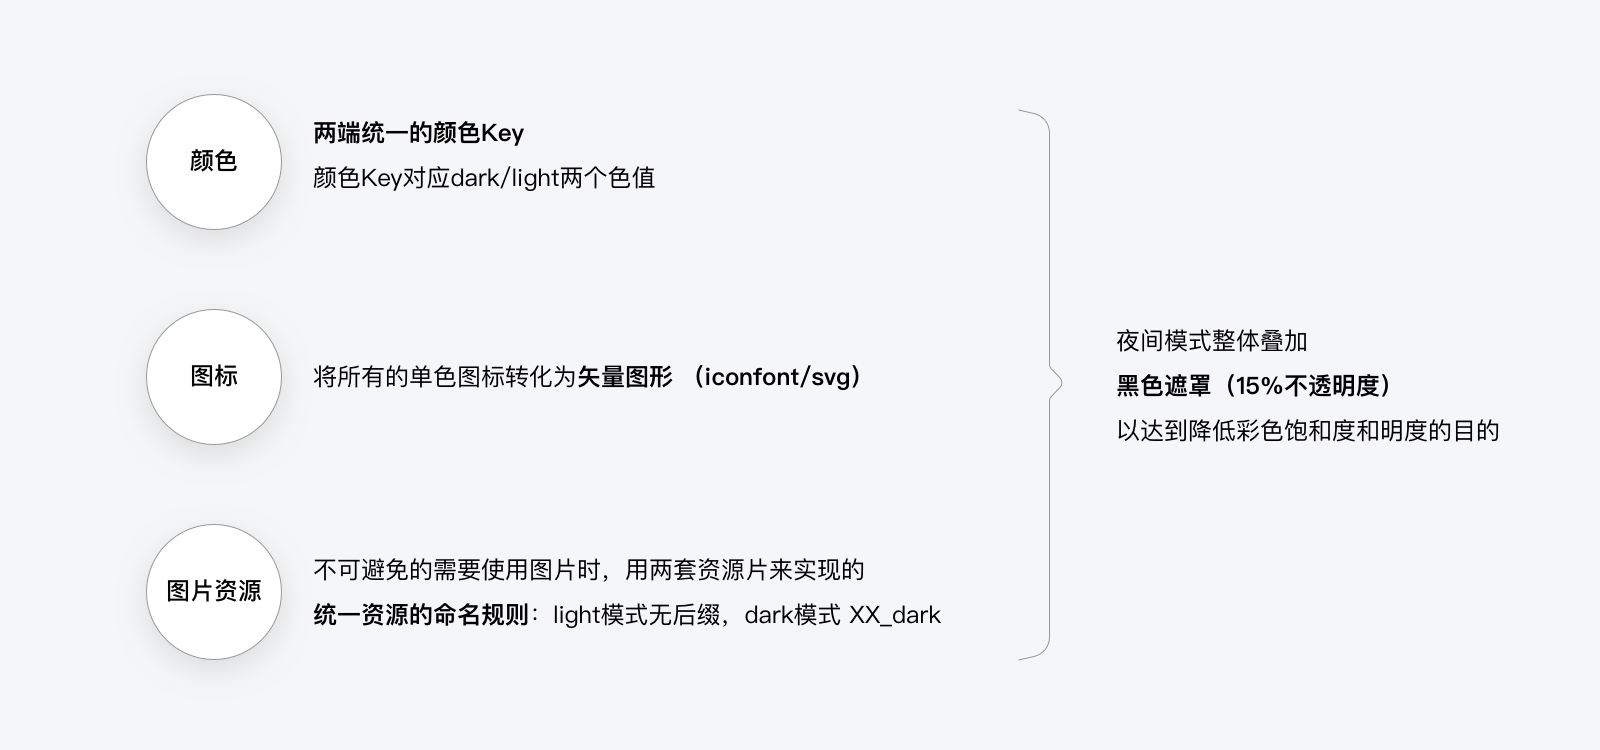 颜色
两端统一的颜色Key
颜色Key对应dark/light两个色值
图标
将所有的单色图标转化为矢量图形 （iconfont/svg）
图片资源
不可避免的需要使用图片时，用两套资源片来实现的
统一资源的命名规则：light模式无后缀，dark模式 XX_dark
夜间模式整体叠加
黑色遮罩（15%不透明度）
以达到降低彩色饱和度和明度的目的